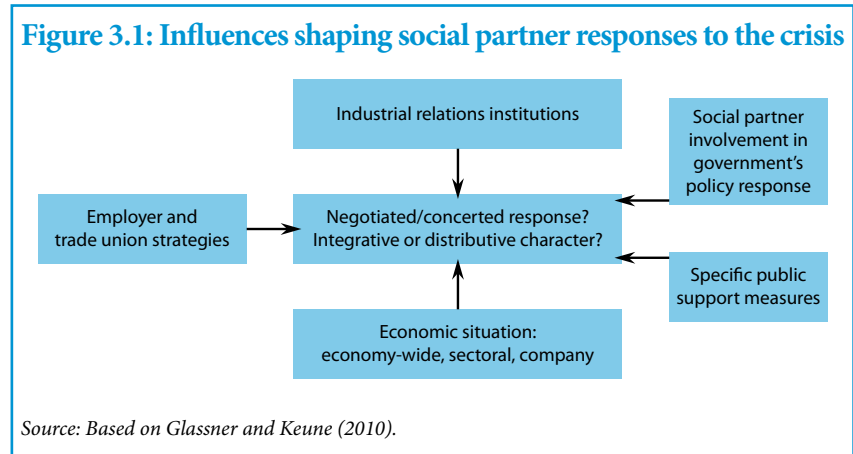 Figure 3.1: Influences shaping social partner responses to the crisis
Industrial relations institutions
Social partner
involvement in
government's
policy response
Employer and
trade union strategies
Negotiated/concerted response?
Integrative or distributive character?
Specific public
support measures
Economic situation:
economy-wide, sectoral, company
Source: Based on Glassner and Keune (2010).